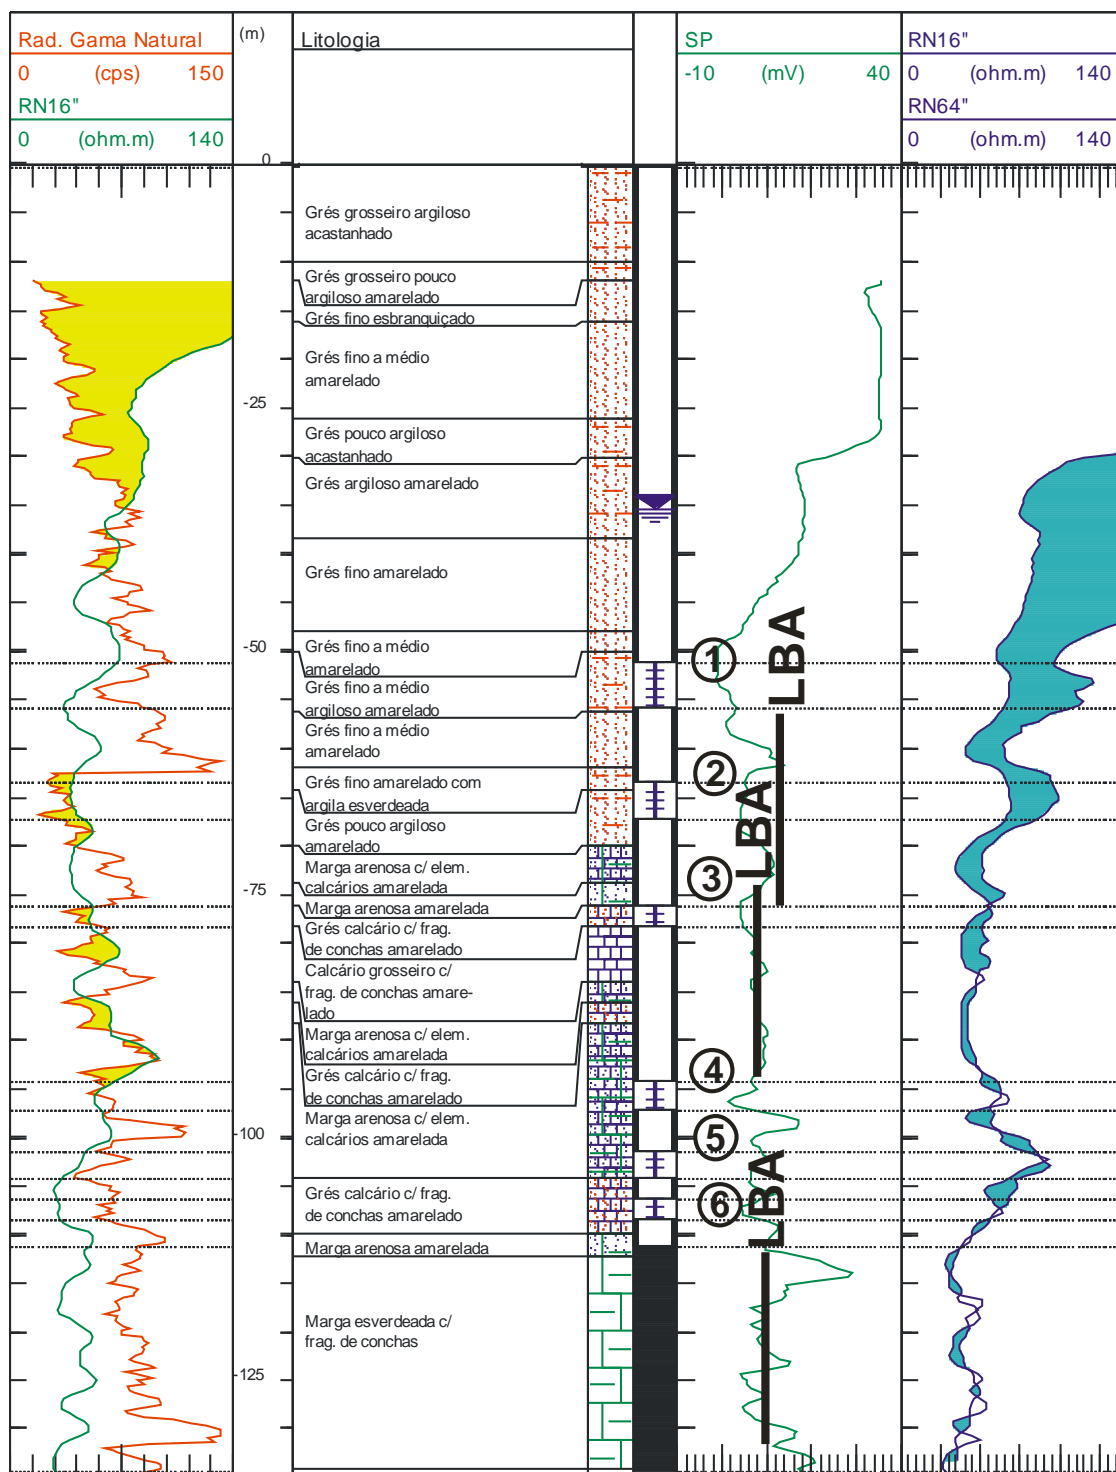 Rad. Gama Natural
0 (cps) 150
RN16"
0 (ohm.m) 140
(m)
Litologia
SP
-10 (mV) 40
RN16"
0 (ohm.m) 140
RN64"
0 (ohm.m) 140
0
-25
-50
-75
-100
-125
Grés grosseiro argiloso
acastanhado
Grés grosseiro pouco
argiloso amarelado
Grés fino esbranquiçado
Grés fino a médio
amarelado
Grés pouco argiloso
acastanhado
Grés argiloso amarelado
Grés fino amarelado
Grés fino a médio
amarelado
Grés fino a médio
argiloso amarelado
Grés fino a médio
amarelado
Grés fino amarelado com
argila esverdeada
Grés pouco argiloso
amarelado
Marga arenosa c/ elem.
calcários amarelada
Marga arenosa amarelada
Grés calcário c/ frag.
de conchas amarelado
Calcário grosseiro c/
frag. de conchas amare-
lado
Marga arenosa c/ elem.
calcários amarelada
Grés calcário c/ frag.
de conchas amarelado
Marga arenosa c/ elem.
calcários amarelada
Grés calcário c/ frag.
de conchas amarelado
Marga arenosa amarelada
Marga esverdeada c/
frag. de conchas
1
LBA
2
LBA
3
4
5
LBA
6